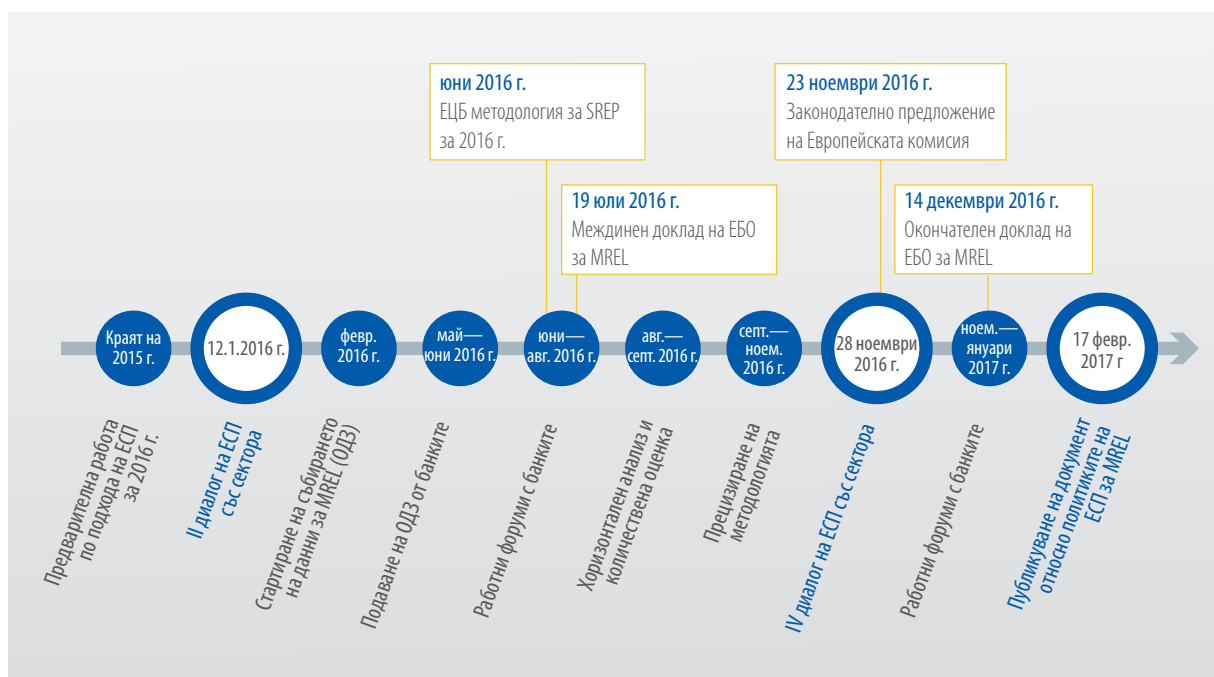 юни 2016 г.
ЕЦБ методология за SREP
за 2016 г.
23 ноември 2016 г.
Законодателно предложение
на Европейската комисия
19 юли 2016 г.
Междинен доклад на ЕБО
за MREL
14 декември 2016 г.
Окончателен доклад на
ЕБО за MREL
Краят на
2015 г.
12.1.2016 г.
февр.
2016 г.
май—
юни 2016 г.
юни—
авг. 2016 г.
авг.—
септ. 2016 г.
септ.—
ноем.
2016 г.
28 ноември
2016 г.
ноем.—
януари
2017 г.
17 февр.
2017 г
Предварителна работа
по подхода на ЕСП
за 2016 г.
II диалог на ЕСП
със сектора
Стартиране на събирането
на данни за MREL (ОДЗ)
Подаване на ОДЗ от банките
Работни форуми с банките
Хоризонтален анализ и
количествена оценка
Прецизиране на
методологията
IV диалог на ЕСП със сектора
Работни форуми с банките
Публикуване на документ
относно политиките на
ЕСП за MREL